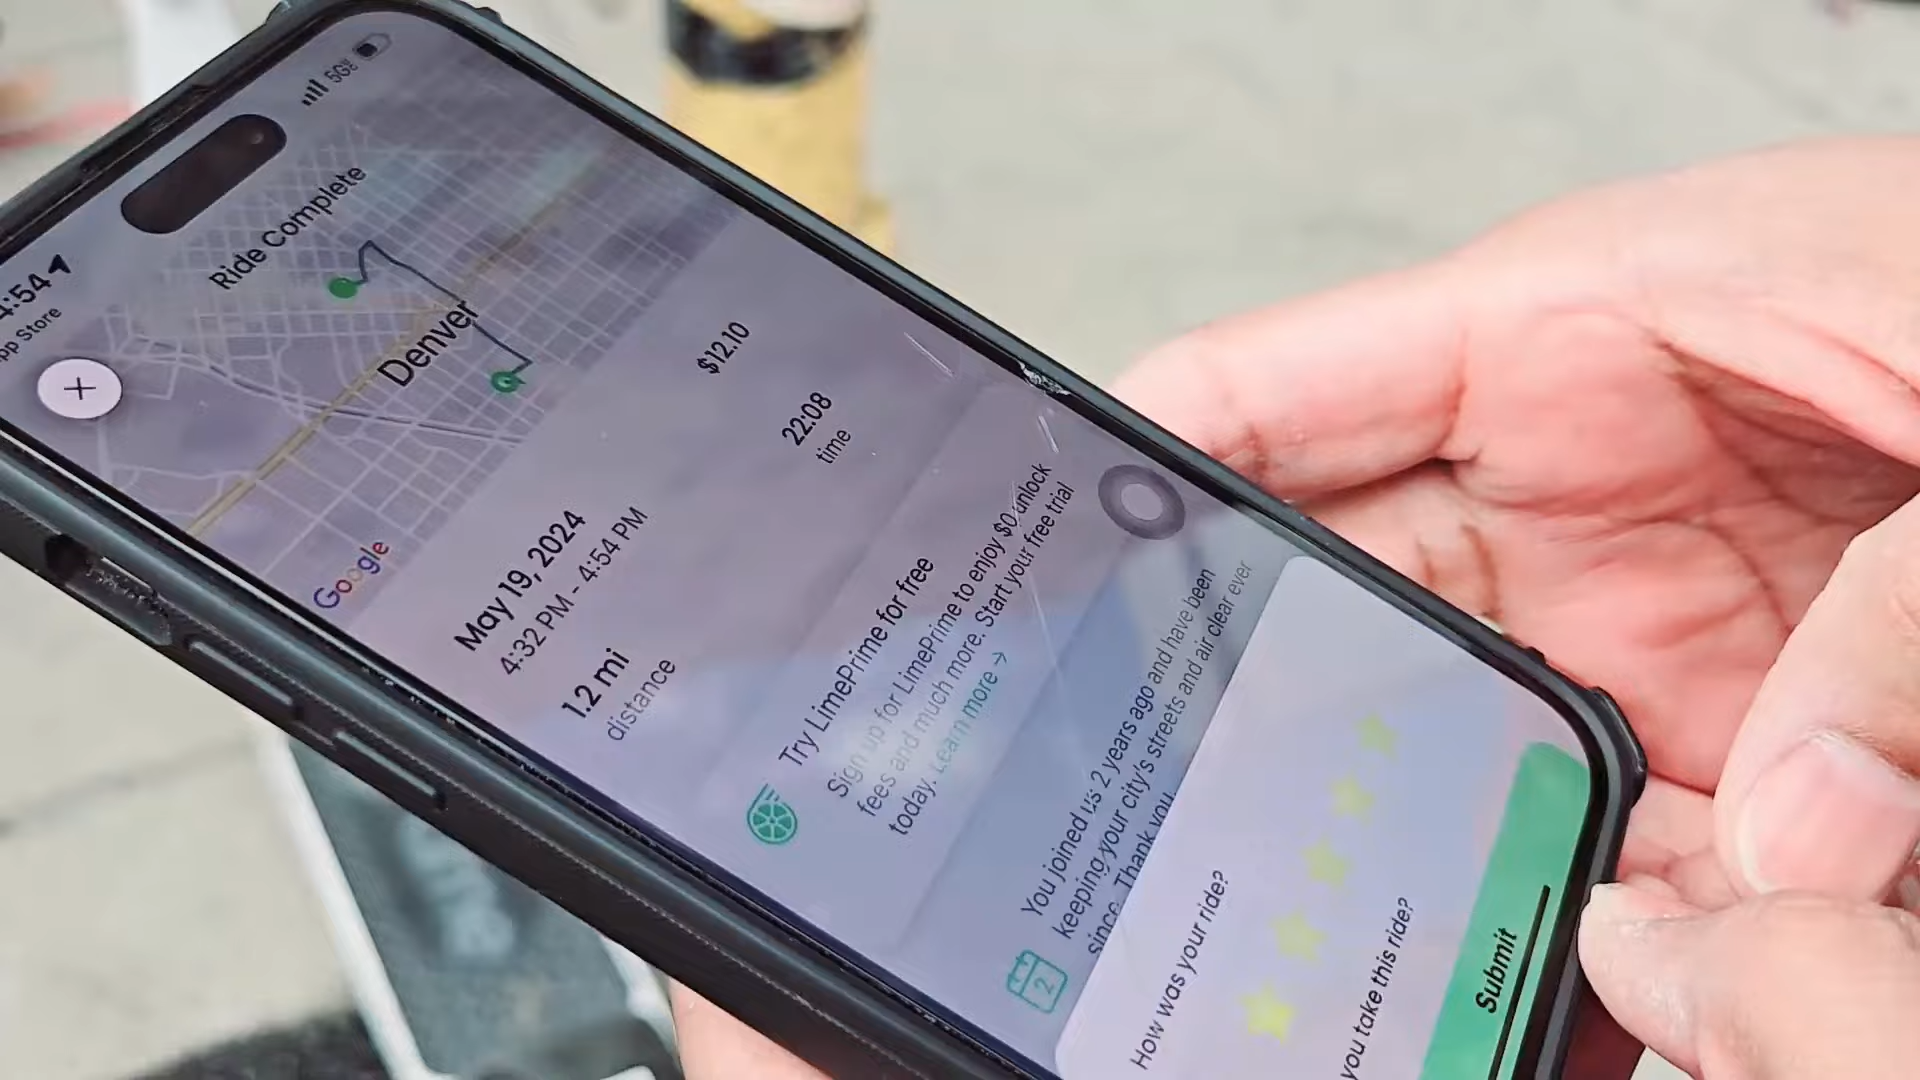 4:54
5G
App Store
Ride Complete
Denver
Google
May 19, 2024
4:32 PM - 4:54 PM
$12.10
1.2 mi
distance
22:08
time
Try LimePrime for free
Sign up for LimePrime to enjoy $0 unlock
fees and much more. Start your free trial
today. Learn more →
2
You joined us 2 years ago and have been
keeping your city's streets and air clear ever
since. Thank you
How was your ride?
you take this ride?
Submit